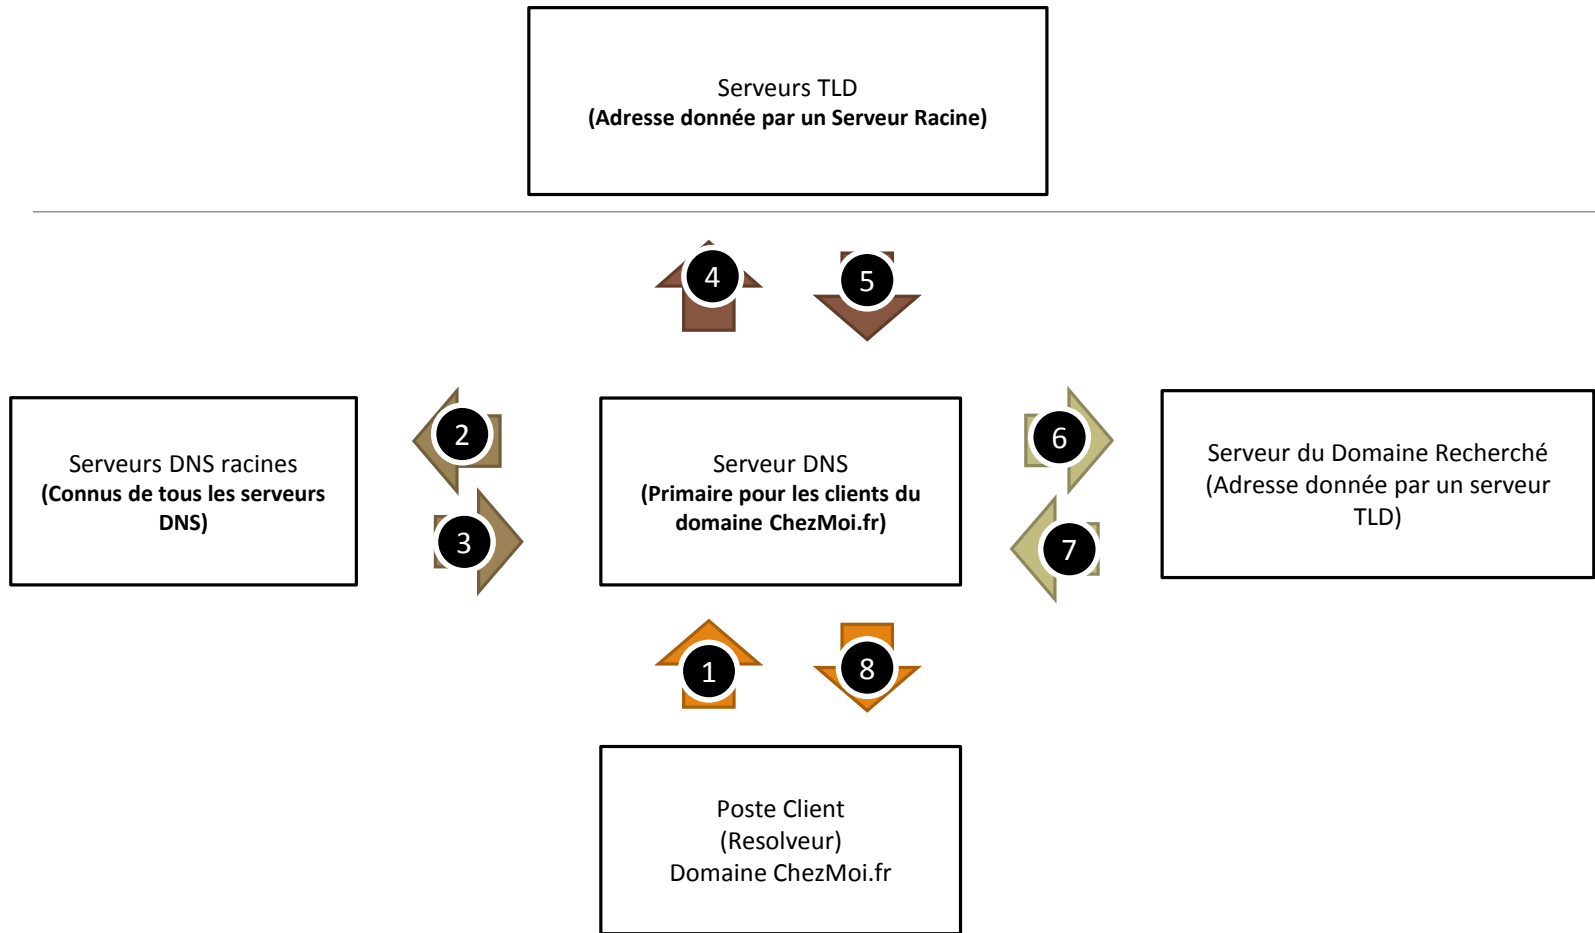 Serveurs TLD
(Adresse donnée par un Serveur Racine)
4
5
2
3
Serveurs DNS racines
(Connus de tous les serveurs
DNS)
Serveur DNS
(Primaire pour les clients du
domaine ChezMoi.fr)
6
7
Serveur du Domaine Recherché
(Adresse donnée par un serveur
TLD)
1
8
Poste Client
(Resolveur)
Domaine ChezMoi.fr